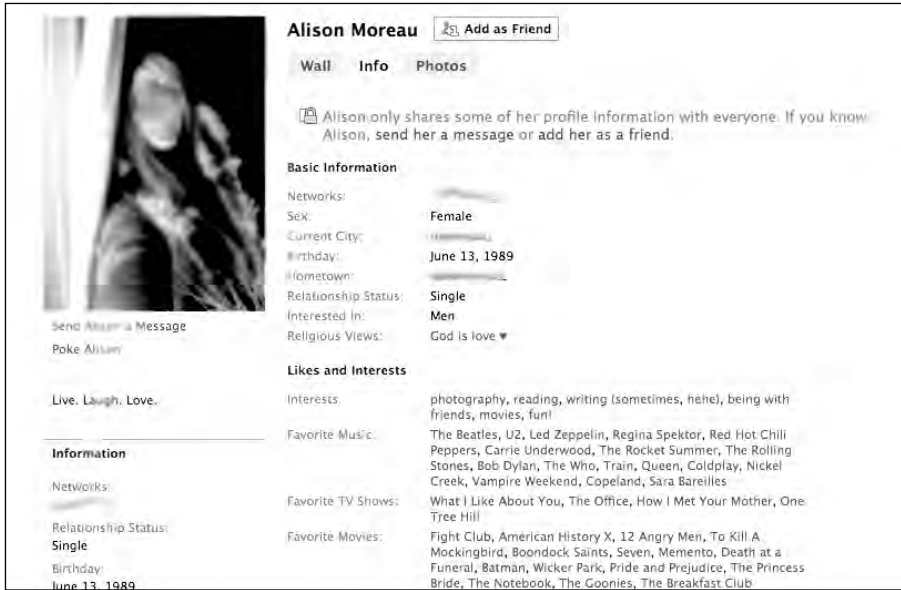 Alison Moreau
Add as Friend
Wall Info Photos
Alison only shares some of her profile information with everyone. If you know
Alison, send her a message or add her as a friend.
Basic Information
Networks:
Sex: Female
Current City:
Birthday: June 13, 1989
Hometown:
Relationship Status: Single
Interested In: Men
Religious Views: God is love ♥
Likes and Interests
Interests: photography, reading, writing (sometimes, hehe), being with
friends, movies, fun!
Favorite Music: The Beatles, U2, Led Zeppelin, Regina Spektor, Red Hot Chili
Peppers, Carrie Underwood, The Rocket Summer, The Rolling
Stones, Bob Dylan, The Who, Train, Queen, Coldplay, Nickel
Creek, Vampire Weekend, Copeland, Sara Bareilles
Favorite TV Shows: What I Like About You, The Office, How I Met Your Mother, One
Tree Hill
Favorite Movies: Fight Club, American History X, 12 Angry Men, To Kill A
Mockingbird, Boondock Saints, Seven, Memento, Death at a
Funeral, Batman, Wicker Park, Pride and Prejudice, The Princess
Bride, The Notebook, The Goonies, The Breakfast Club
Send Alison a Message
Poke Alison
Live. Laugh. Love.
Information
Networks:
Relationship Status:
Single
Birthday:
June 13, 1989